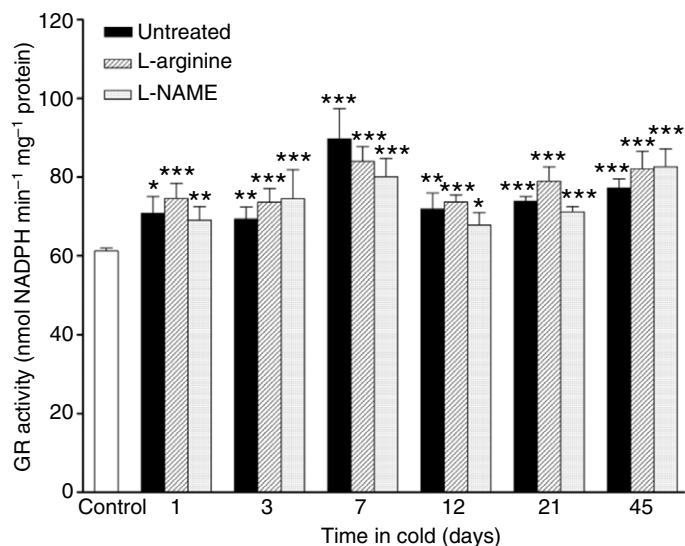 120
100
80
60
40
20
0
GR activity (nmol NADPH min⁻¹ mg⁻¹ protein)
Untreated
L-arginine
L-NAME
* *** **
** *** ***
*** *** ***
** *** *
*** *** ***
*** *** ***
Control 1 3 7 12 21 45
Time in cold (days)